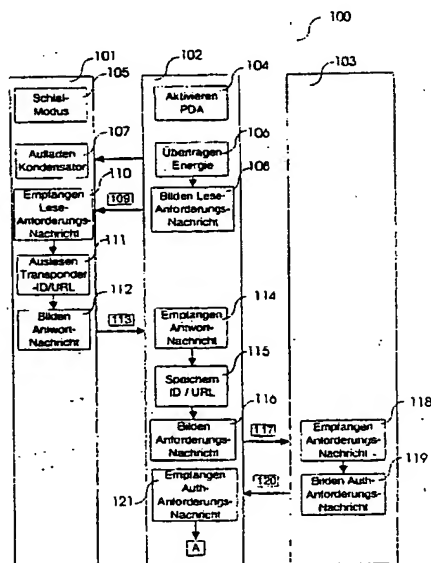 100
101
102
103
105
104
Schlaf-
Modus
Aktivieren
PDA
107
106
Aufladen
Kondensator
Übertragen
Energie
110
108
Empfangen
Lese-
Anforderungs-
Nachricht
109
Bilden Lese-
Anforderungs-
Nachricht
111
Auslesen
Transponder
-ID/URL
112
Bilden
Antwort-
Nachricht
113
114
Empfangen
Antwort-
Nachricht
115
Speichern
ID / URL
116
Bilden
Anforderungs-
Nachricht
117
118
Empfangen
Anforderungs-
Nachricht
119
121
Empfangen
Auth-
Anforderungs-
Nachricht
120
Bilden Auth-
Anforderungs-
Nachricht
A